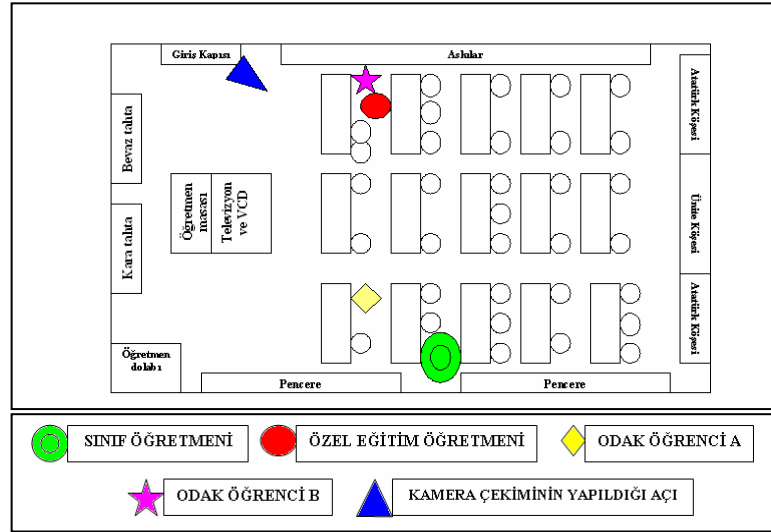 Giriş Kapısı
Askılar
Beyaz tahta
Kara tahta
Öğretmen
masası
Televizyon
ve VCD
Öğretmen
dolabı
Atatürk Köşesi
Ünite Köşesi
Atatürk Köşesi
Pencere
Pencere
SINIF ÖĞRETMENİ
ÖZEL EĞİTİM ÖĞRETMENİ
ODAK ÖĞRENCİ A
ODAK ÖĞRENCİ B
KAMERA ÇEKİMİNİN YAPILDIĞI AÇI